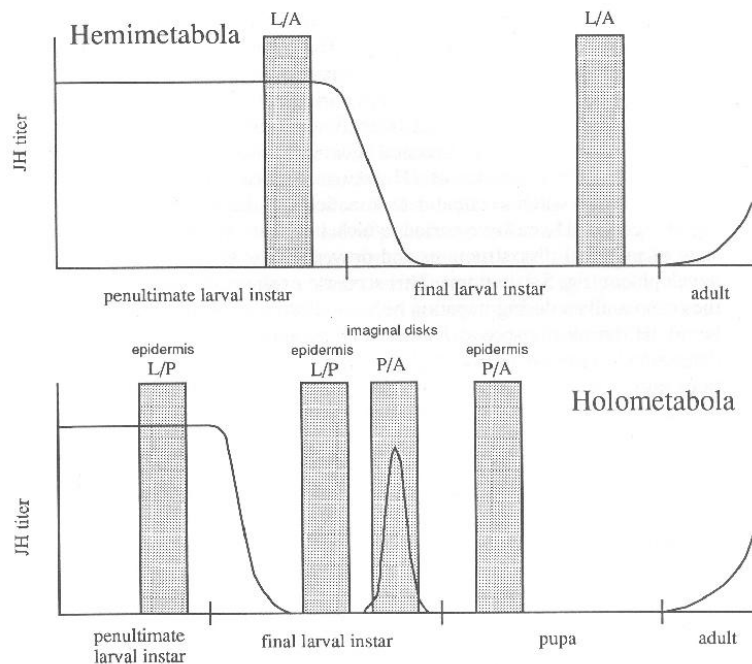 L/A
L/A
Hemimetabola
JH titer
penultimate larval instar
final larval instar
adult
imaginal disks
epidermis
L/P
epidermis
L/P
P/A
epidermis
P/A
Holometabola
JH titer
penultimate
larval instar
final larval instar
pupa
adult